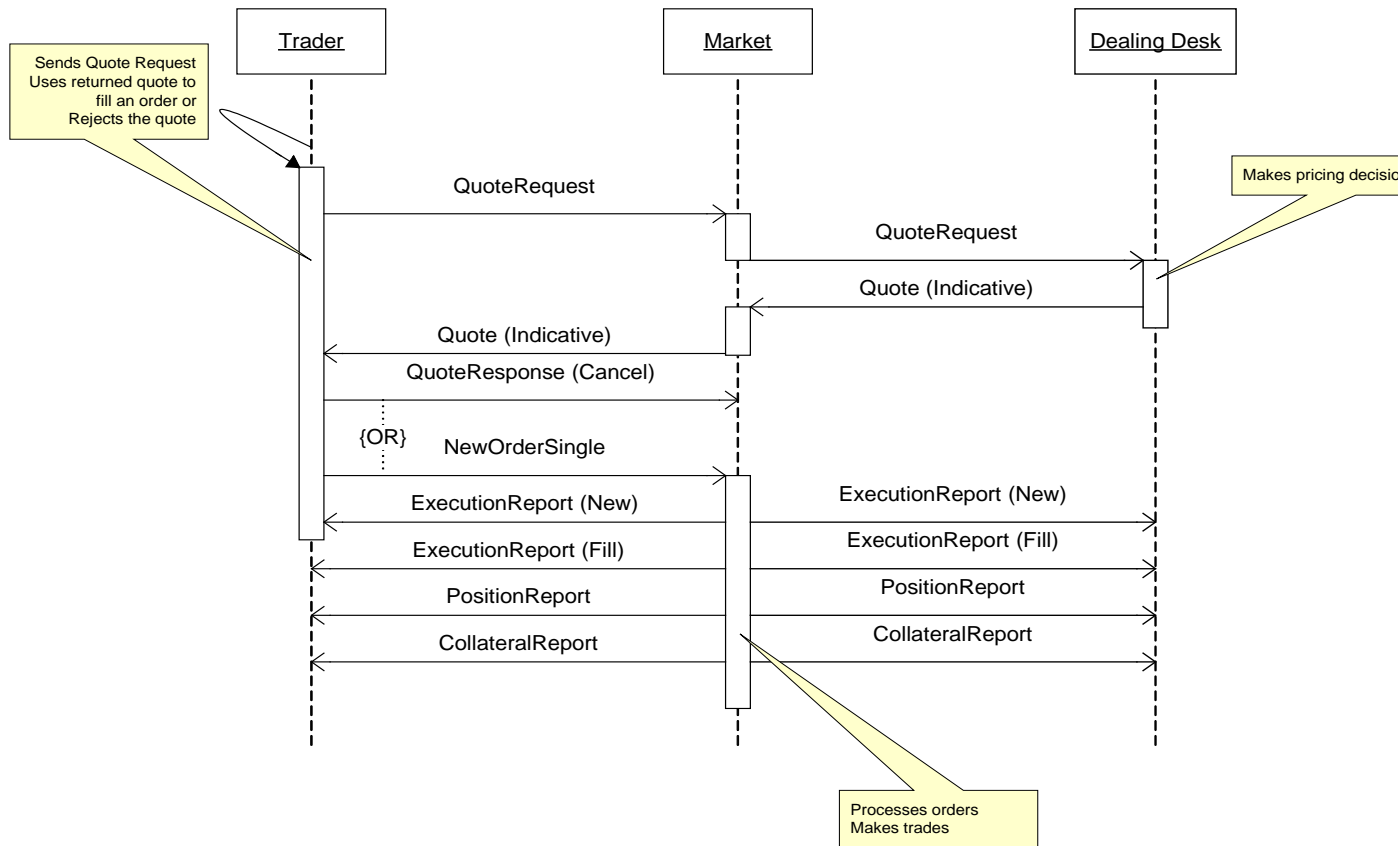 Trader
Market
Dealing Desk
Sends Quote Request
Uses returned quote to
fill an order or
Rejects the quote
Makes pricing decisio
QuoteRequest
QuoteRequest
Quote (Indicative)
Quote (Indicative)
QuoteResponse (Cancel)
{OR}
NewOrderSingle
ExecutionReport (New)
ExecutionReport (New)
ExecutionReport (Fill)
ExecutionReport (Fill)
PositionReport
PositionReport
CollateralReport
CollateralReport
Processes orders
Makes trades